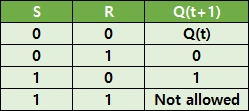 S R Q(t+1)
0 0 Q(t)
0 1 0
1 0 1
1 1 Not allowed